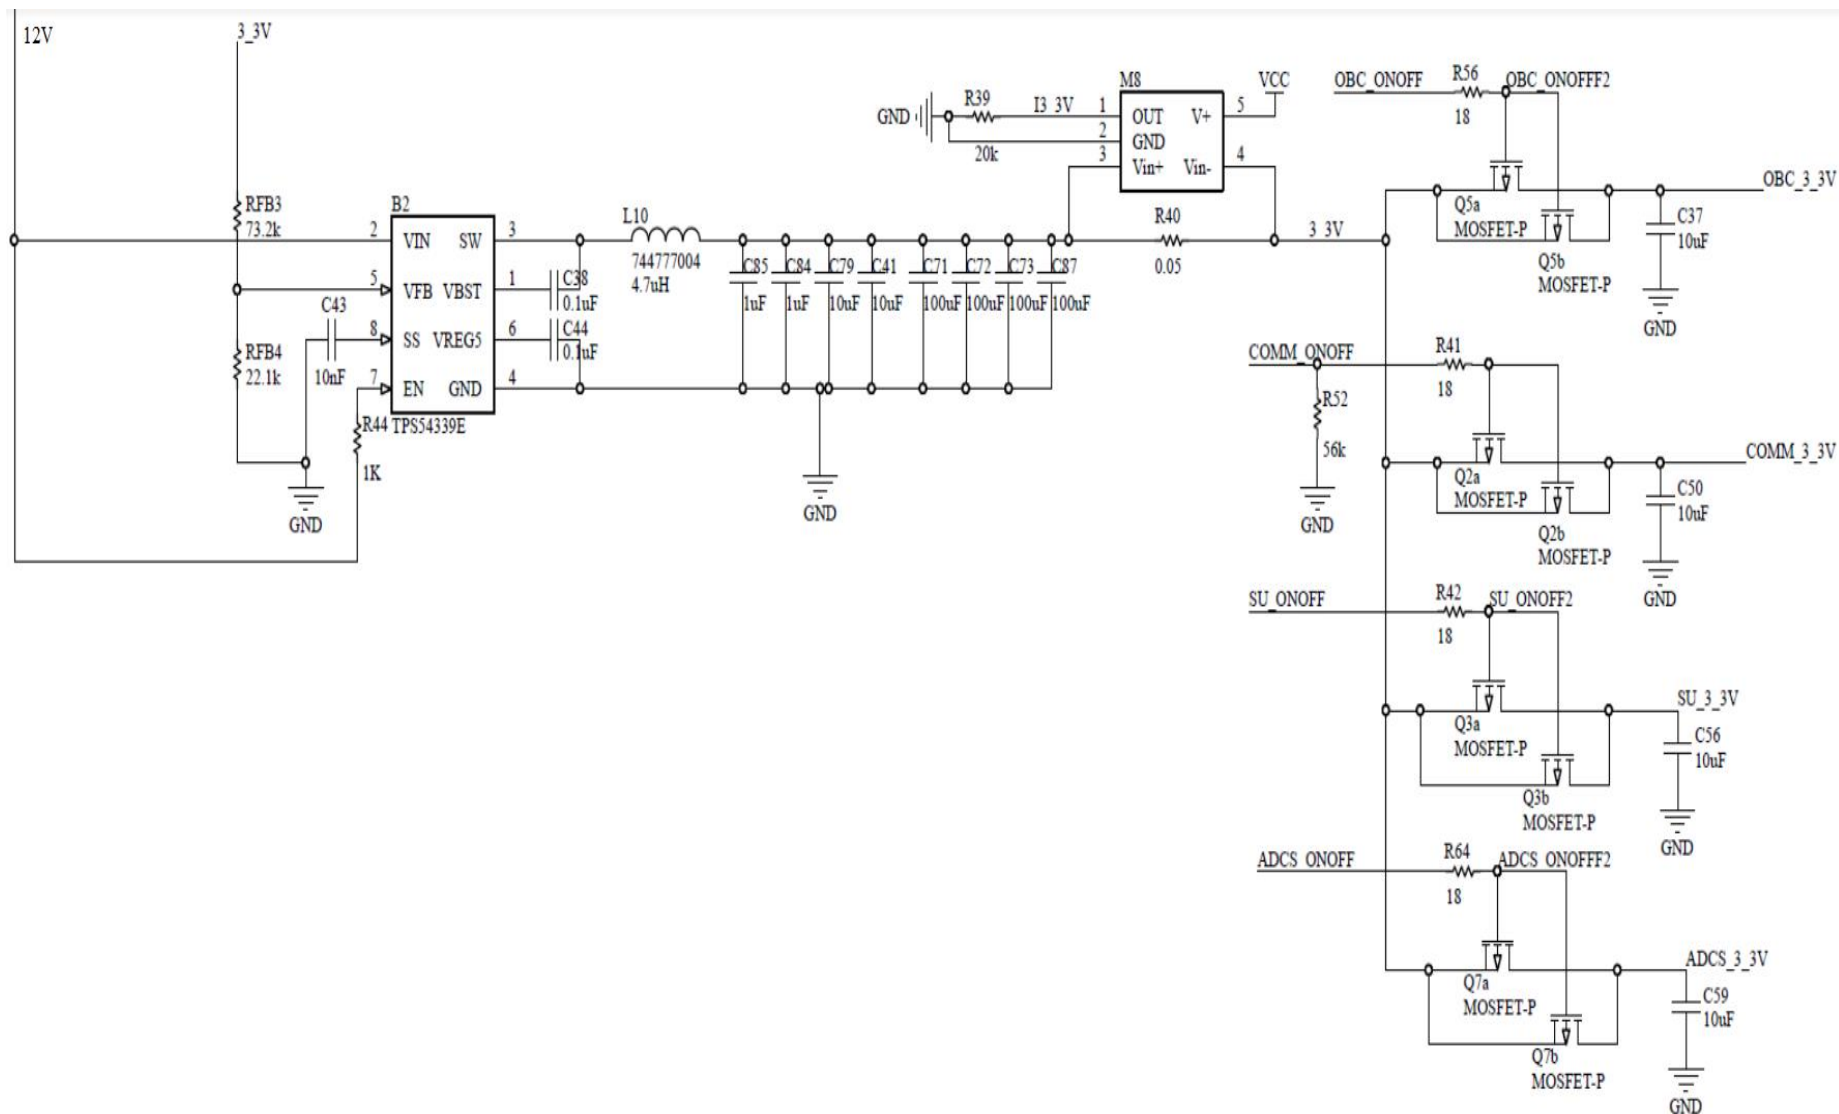 12V
3_3V
RFB3
73.2k
RFB4
22.1k
C43
10nF
B2
2
VIN
SW
3
5
VFB
VBST
1
8
SS
VREG5
6
7
EN
GND
4
TPS54339E
R44
1K
GND
C38
0.1uF
C44
0.1uF
L10
744777004
4.7uH
C85
1uF
C84
1uF
C79
10uF
C41
10uF
C71
100uF
C72
100uF
C73
100uF
C87
100uF
GND
GND
R39
20k
I3_3V
M8
1
OUT
V+
5
2
GND
3
Vin+
Vin-
4
VCC
R40
0.05
3_3V
OBC_ONOFF
R56
18
OBC_ONOFFF2
Q5a
MOSFET-P
Q5b
MOSFET-P
OBC_3_3V
C37
10uF
GND
COMM_ONOFF
R41
18
R52
56k
GND
Q2a
MOSFET-P
Q2b
MOSFET-P
COMM_3_3V
C50
10uF
GND
SU_ONOFF
R42
18
SU_ONOFF2
Q3a
MOSFET-P
Q3b
MOSFET-P
SU_3_3V
C56
10uF
GND
ADCS_ONOFF
R64
18
ADCS_ONOFFF2
Q7a
MOSFET-P
Q7b
MOSFET-P
ADCS_3_3V
C59
10uF
GND